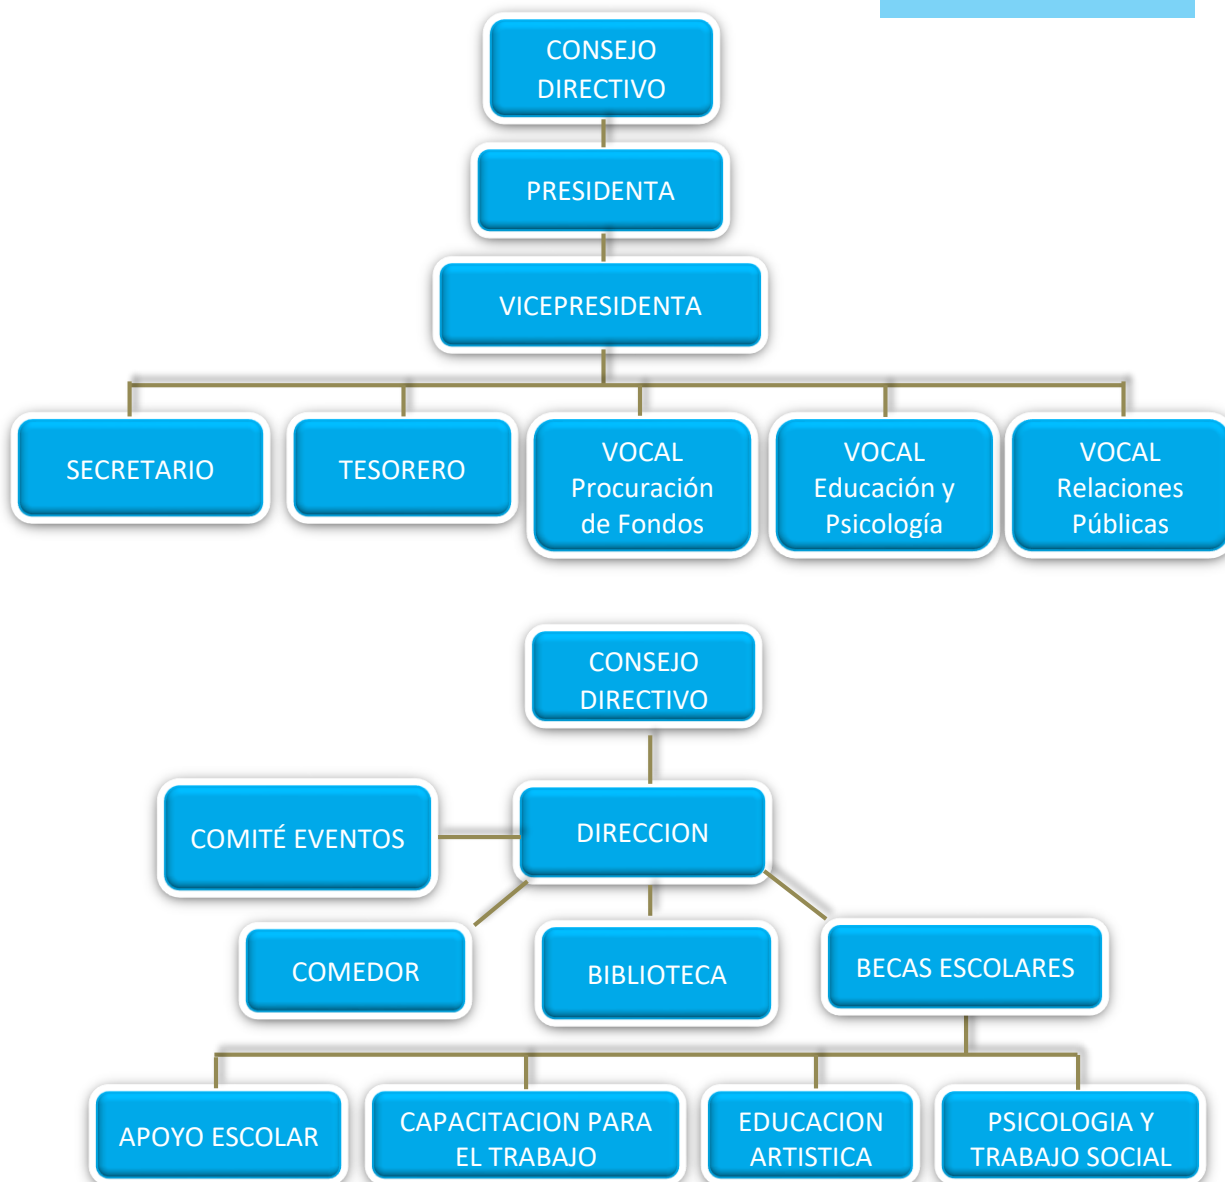 CONSEJO
DIRECTIVO
PRESIDENTA
VICEPRESIDENTA
SECRETARIO
TESORERO
VOCAL
Procuración
de Fondos
VOCAL
Educación y
Psicología
VOCAL
Relaciones
Públicas
CONSEJO
DIRECTIVO
COMITÉ EVENTOS
DIRECCION
COMEDOR
BIBLIOTECA
BECAS ESCOLARES
APOYO ESCOLAR
CAPACITACION PARA
EL TRABAJO
EDUCACION
ARTISTICA
PSICOLOGIA Y
TRABAJO SOCIAL